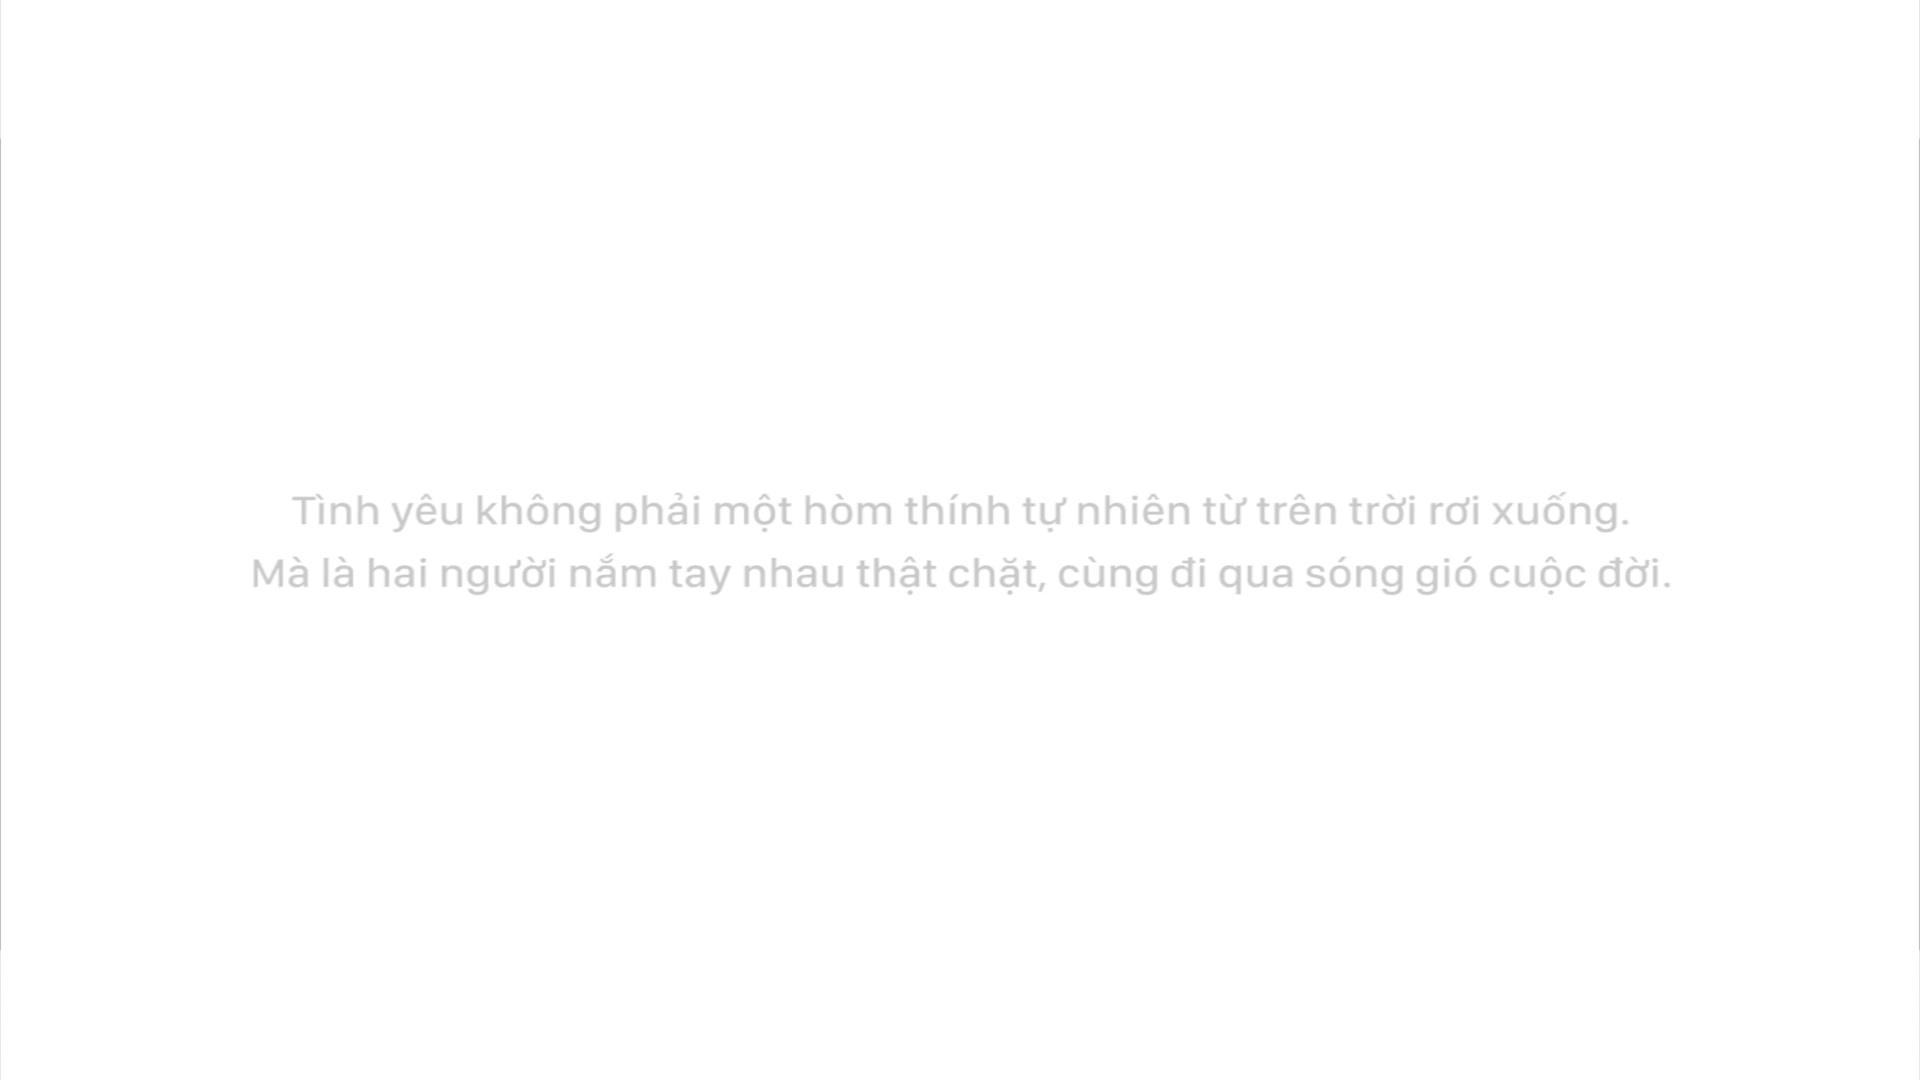 Tình yêu không phải một hòm thính tự nhiên từ trên trời rơi xuống.
Mà là hai người nắm tay nhau thật chặt, cùng đi qua sóng gió cuộc đời.